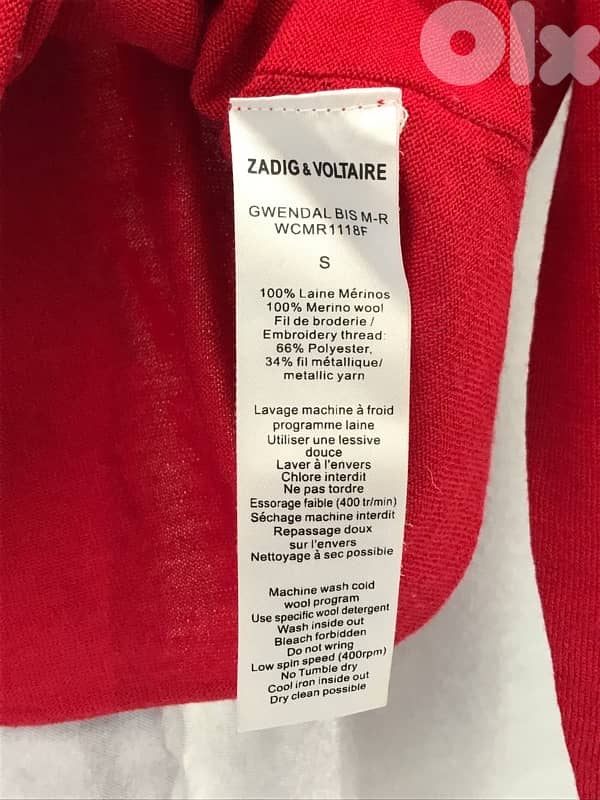 Olx
ZADIG & VOLTAIRE
GWENDAL BIS M-R
WCMR1118F
S
100% Laine Mérinos
100% Merino wool
Fil de broderie /
Embroidery thread:
66% Polyester,
34% fil métallique/
metallic yarn
Lavage machine à froid
programme laine
Utiliser une lessive
douce
Laver à l'envers
Chlore interdit
Ne pas tordre
Essorage faible (400 tr/min)
Séchage machine interdit
Repassage doux
sur l'envers
Nettoyage à sec possible
Machine wash cold
wool program
Use specific wool detergent
Wash inside out
Bleach forbidden
Do not wring
Low spin speed (400rpm)
No Tumble dry
Cool iron inside out
Dry clean possible